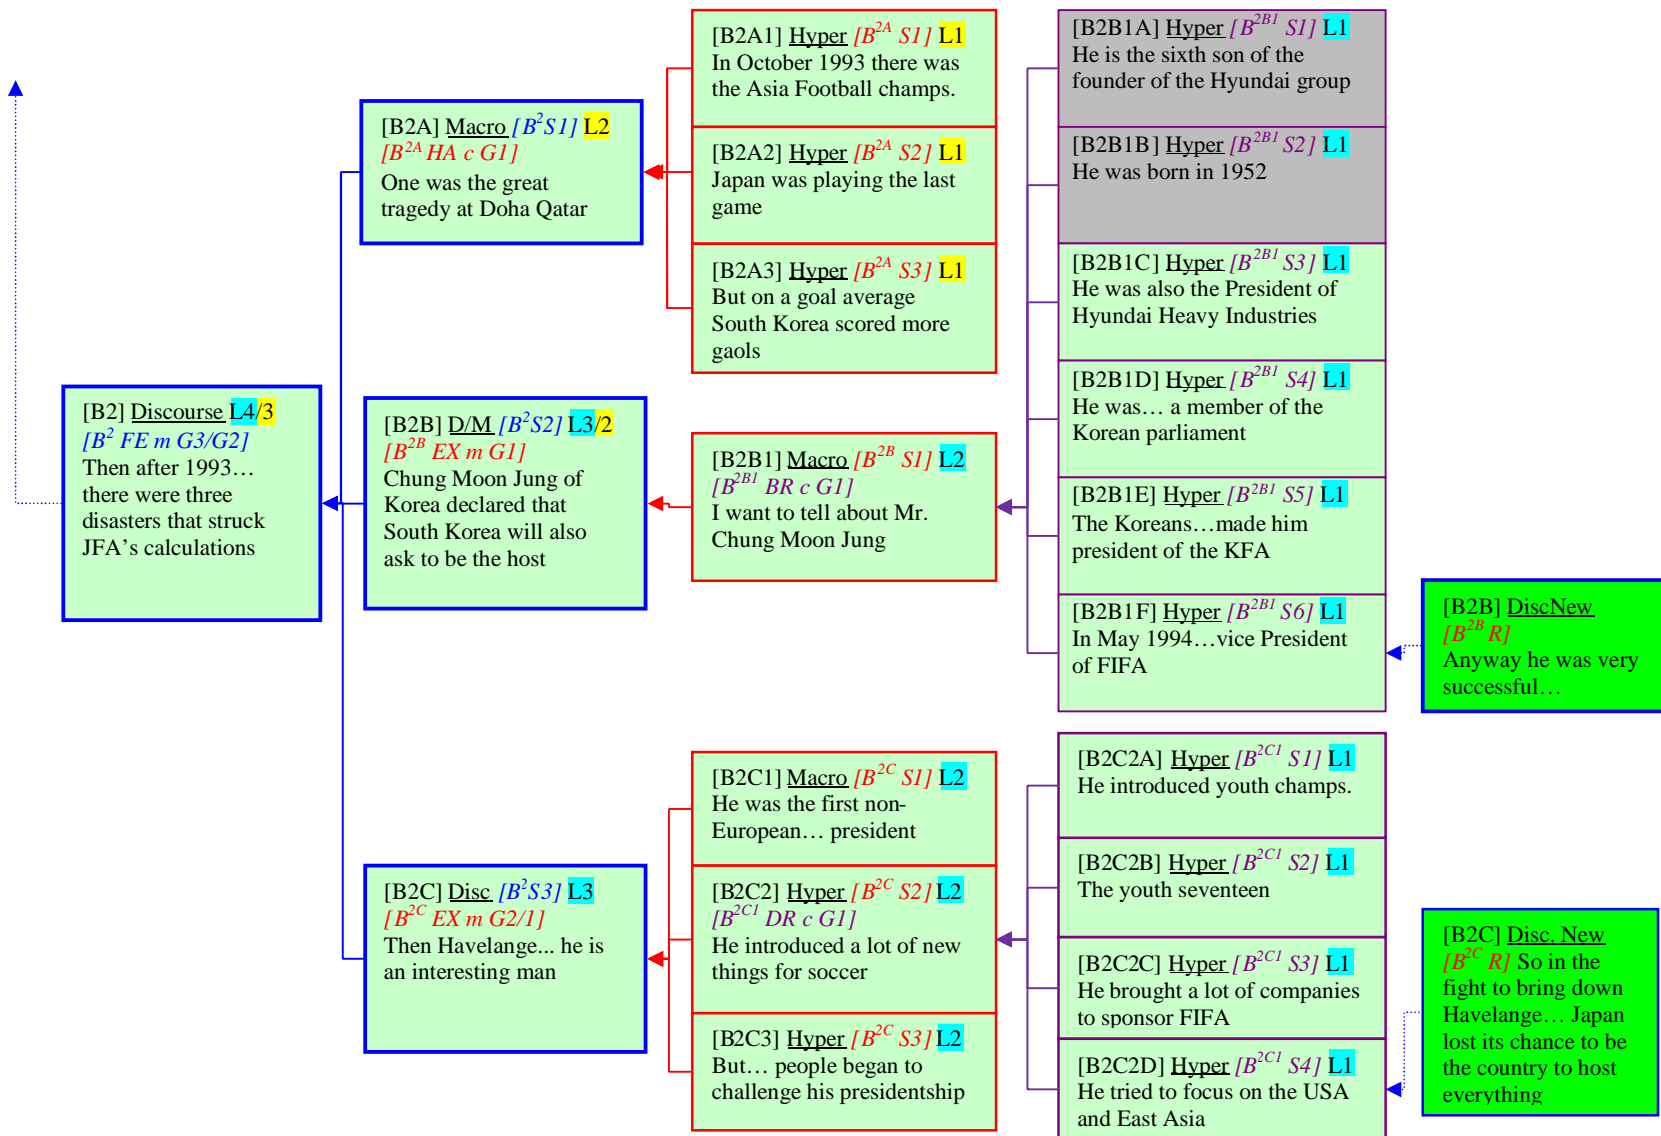 [B2] Discourse L4/3
[B2 FE m G3/G2]
Then after 1993…
there were three
disasters that struck
JFA's calculations
[B2A] Macro [B2S1] L2
[B2A HA c G1]
One was the great
tragedy at Doha Qatar
[B2B] D/M [B2S2] L3/2
[B2B EX m G1]
Chung Moon Jung of
Korea declared that
South Korea will also
ask to be the host
[B2C] Disc [B2S3] L3
[B2C EX m G2/1]
Then Havelange... he is
an interesting man
[B2A1] Hyper [B2A S1] L1
In October 1993 there was
the Asia Football champs.
[B2A2] Hyper [B2A S2] L1
Japan was playing the last
game
[B2A3] Hyper [B2A S3] L1
But on a goal average
South Korea scored more
gaols
[B2B1] Macro [B2B S1] L2
[B2B1 BR c G1]
I want to tell about Mr.
Chung Moon Jung
[B2C1] Macro [B2C S1] L2
He was the first non-
European… president
[B2C2] Hyper [B2C S2] L2
[B2C1 DR c G1]
He introduced a lot of new
things for soccer
[B2C3] Hyper [B2C S3] L2
But… people began to
challenge his presidentship
[B2B1A] Hyper [B2B1 S1] L1
He is the sixth son of the
founder of the Hyundai group
[B2B1B] Hyper [B2B1 S2] L1
He was born in 1952
[B2B1C] Hyper [B2B1 S3] L1
He was also the President of
Hyundai Heavy Industries
[B2B1D] Hyper [B2B1 S4] L1
He was… a member of the
Korean parliament
[B2B1E] Hyper [B2B1 S5] L1
The Koreans…made him
president of the KFA
[B2B1F] Hyper [B2B1 S6] L1
In May 1994…vice President
of FIFA
[B2C2A] Hyper [B2C1 S1] L1
He introduced youth champs.
[B2C2B] Hyper [B2C1 S2] L1
The youth seventeen
[B2C2C] Hyper [B2C1 S3] L1
He brought a lot of companies
to sponsor FIFA
[B2C2D] Hyper [B2C1 S4] L1
He tried to focus on the USA
and East Asia
[B2B] DiscNew
[B2B R]
Anyway he was very
successful…
[B2C] Disc. New
[B2C R] So in the
fight to bring down
Havelange… Japan
lost its chance to be
the country to host
everything